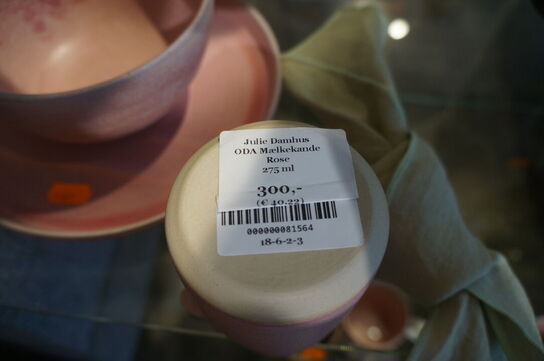 Julie Damhus
ODA Mælkekande
Rose
275 ml
300,-
(€ 40.22)
000000081564
18-6-2-3